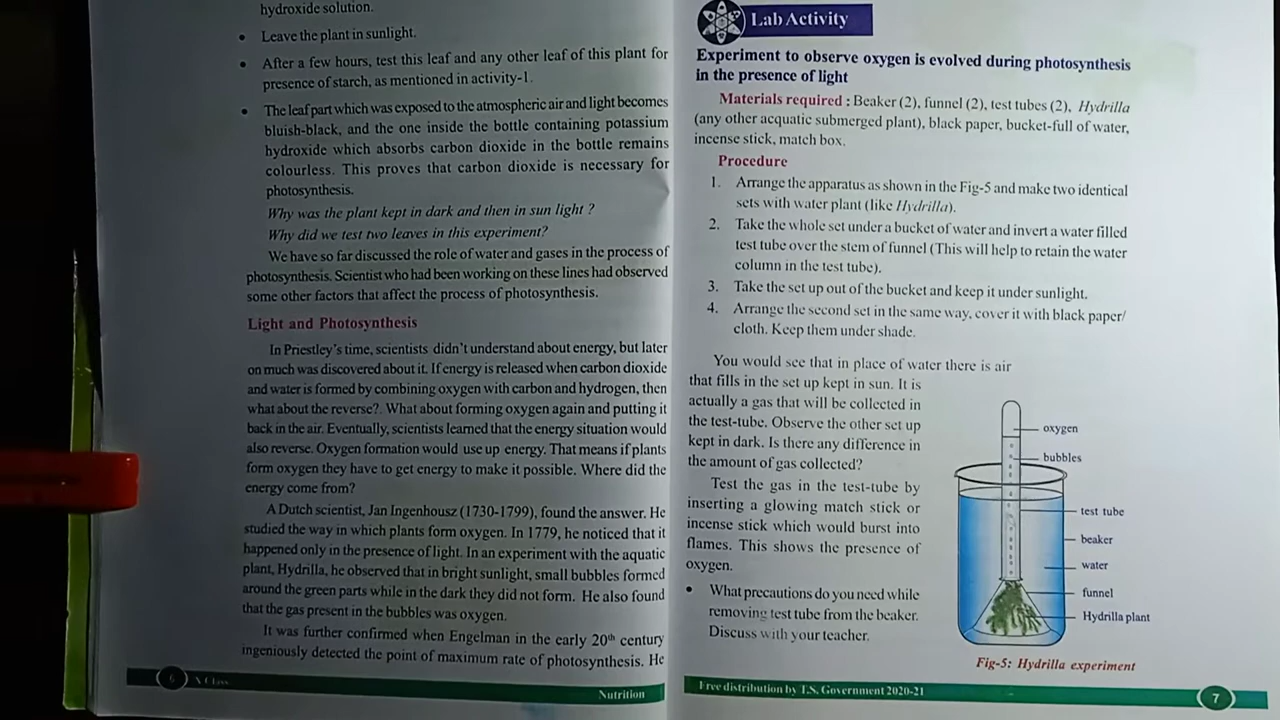 hydroxide solution.
• Leave the plant in sunlight.
• After a few hours, test this leaf and any other leaf of this plant for
presence of starch, as mentioned in activity-1.
• The leaf part which was exposed to the atmospheric air and light becomes
bluish-black, and the one inside the bottle containing potassium
hydroxide which absorbs carbon dioxide in the bottle remains
colourless. This proves that carbon dioxide is necessary for
photosynthesis.
Why was the plant kept in dark and then in sun light ?
Why did we test two leaves in this experiment?
We have so far discussed the role of water and gases in the process of
photosynthesis. Scientist who had been working on these lines had observed
some other factors that affect the process of photosynthesis.
Light and Photosynthesis
In Priestley's time, scientists didn't understand about energy, but later
on much was discovered about it. If energy is released when carbon dioxide
and water is formed by combining oxygen with carbon and hydrogen, then
what about the reverse?. What about forming oxygen again and putting it
back in the air. Eventually, scientists learned that the energy situation would
also reverse. Oxygen formation would use up energy. That means if plants
form oxygen they have to get energy to make it possible. Where did the
energy come from?
A Dutch scientist, Jan Ingenhousz (1730-1799), found the answer. He
studied the way in which plants form oxygen. In 1779, he noticed that it
happened only in the presence of light. In an experiment with the aquatic
plant, Hydrilla, he observed that in bright sunlight, small bubbles formed
around the green parts while in the dark they did not form. He also found
that the gas present in the bubbles was oxygen.
It was further confirmed when Engelman in the early 20th century
ingeniously detected the point of maximum rate of photosynthesis. He
6 X Class
Nutrition
Lab Activity
Experiment to observe oxygen is evolved during photosynthesis
in the presence of light
Materials required : Beaker (2), funnel (2), test tubes (2), Hydrilla
(any other acquatic submerged plant), black paper, bucket-full of water,
incense stick, match box.
Procedure
1. Arrange the apparatus as shown in the Fig-5 and make two identical
sets with water plant (like Hydrilla).
2. Take the whole set under a bucket of water and invert a water filled
test tube over the stem of funnel (This will help to retain the water
column in the test tube).
3. Take the set up out of the bucket and keep it under sunlight.
4. Arrange the second set in the same way, cover it with black paper/
cloth. Keep them under shade.
You would see that in place of water there is air
that fills in the set up kept in sun. It is
actually a gas that will be collected in
the test-tube. Observe the other set up
kept in dark. Is there any difference in
the amount of gas collected?
Test the gas in the test-tube by
inserting a glowing match stick or
incense stick which would burst into
flames. This shows the presence of
oxygen.
• What precautions do you need while
removing test tube from the beaker.
Discuss with your teacher.
oxygen
bubbles
test tube
beaker
water
funnel
Hydrilla plant
Fig-5: Hydrilla experiment
Free distribution by T.S. Government 2020-21
7